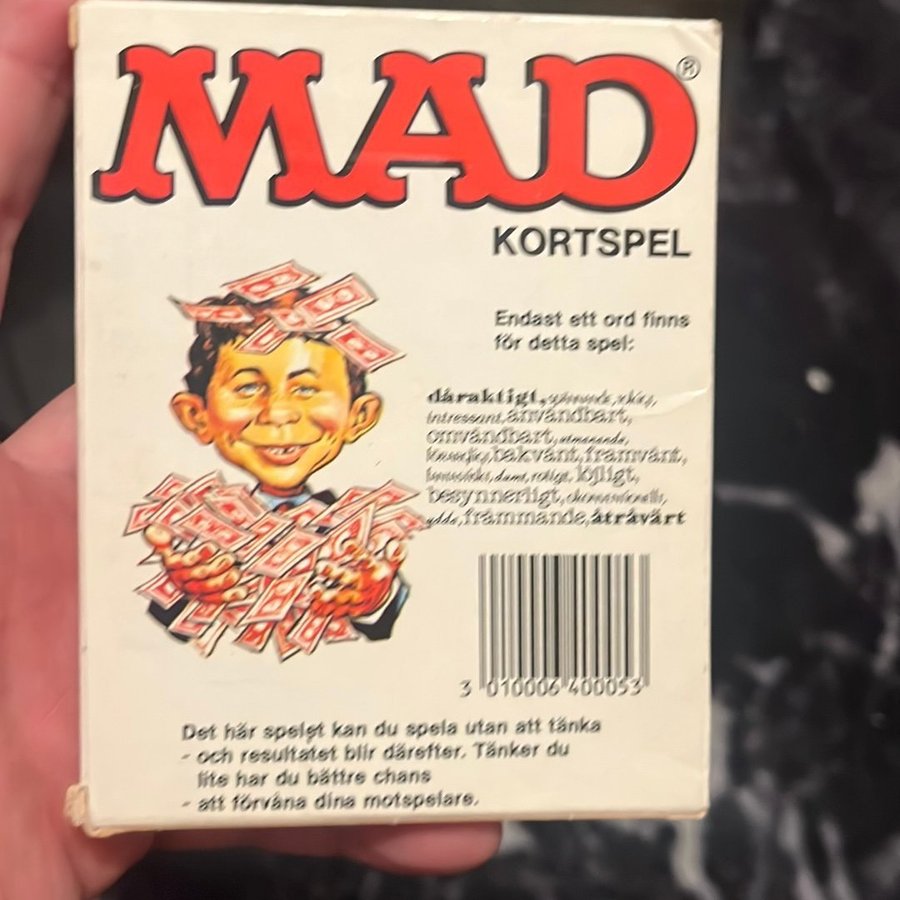 MAD®
KORTSPEL
Endast ett ord finns
för detta spel:
dåraktigt,
intressant, användbart,
omvändbart, utmanande,
bakvänt, framvänt,
löjligt,
besynnerligt,
udda, främmande, åtråvärt
3 010006 400053
Det här spelet kan du spela utan att tänka
- och resultatet blir därefter. Tänker du
lite har du bättre chans
- att förvåna dina motspelare.